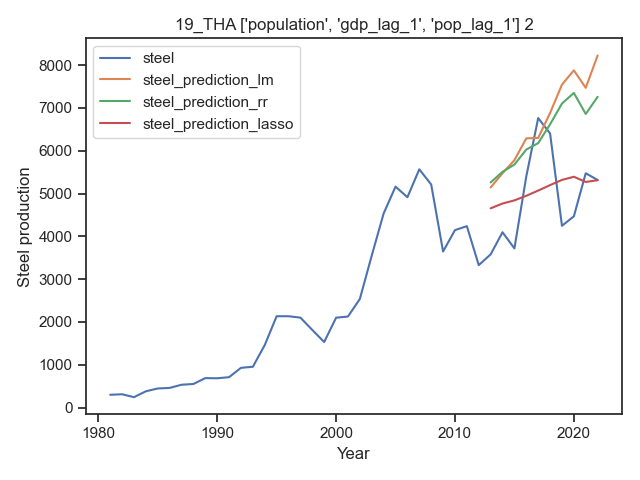 19_THA ['population', 'gdp_lag_1', 'pop_lag_1'] 2
steel
steel_prediction_lm
steel_prediction_rr
steel_prediction_lasso
Steel production
8000
7000
6000
5000
4000
3000
2000
1000
0
1980
1990
2000
2010
2020
Year